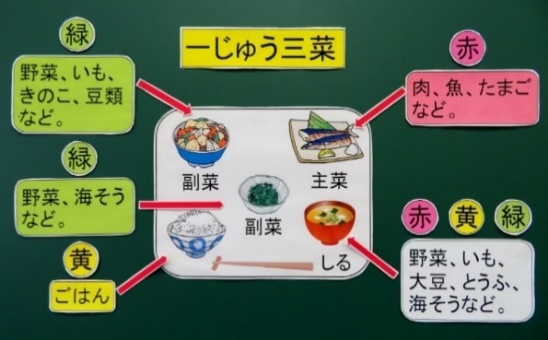 一じゅう三菜
緑
野菜、いも、
きのこ、豆類
など。
緑
野菜、海そう
など。
黄
ごはん
副菜
主菜
副菜
しる
赤
肉、魚、たまご
など。
赤 黄 緑
野菜、いも、
大豆、とうふ、
海そうなど。